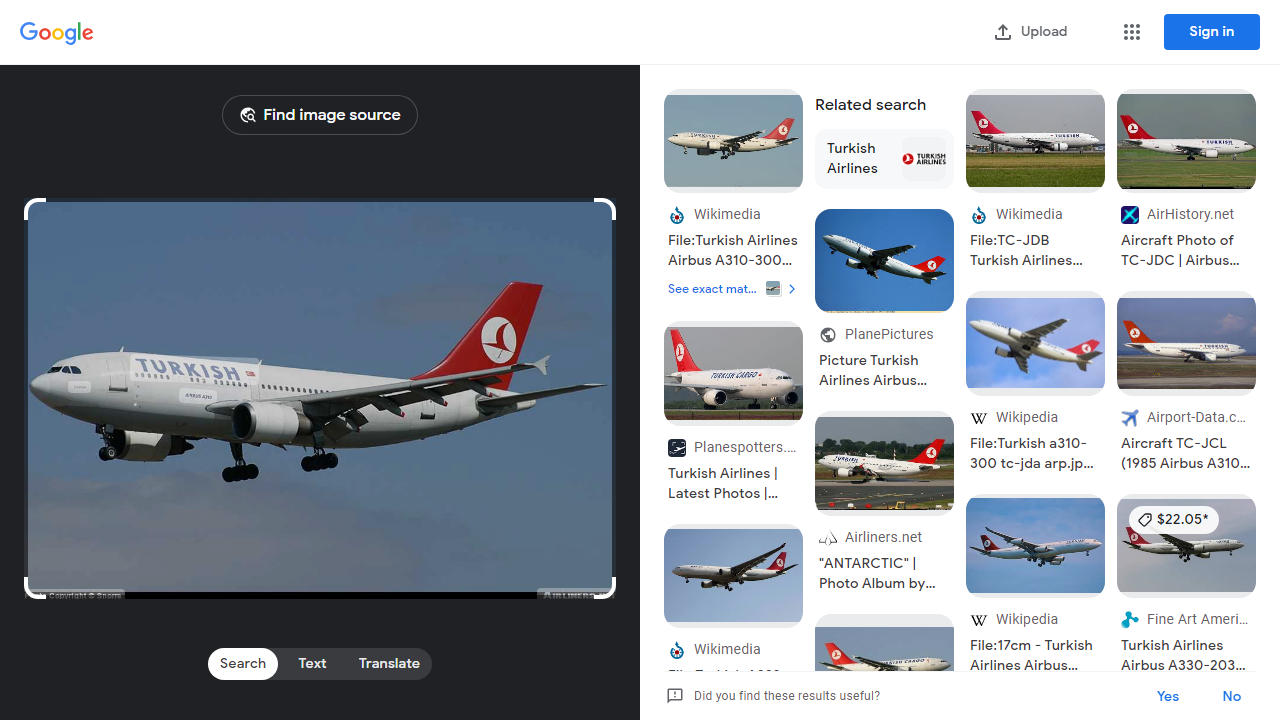 Google
Upload
Sign in
Find image source
TURKISH
AIRBUS A310
Copyright ©
AIRLINERS
Search
Text
Translate
Wikimedia
File:Turkish Airlines
Airbus A310-300...
See exact mat...
Planespotters....
Turkish Airlines |
Latest Photos |...
Wikimedia
Related search
Turkish
Airlines
TURKISH
AIRLINES
PlanePictures
Picture Turkish
Airlines Airbus...
Airliners.net
"ANTARCTIC" |
Photo Album by...
Wikimedia
File:TC-JDB
Turkish Airlines...
Wikipedia
File:Turkish a310-
300 tc-jda arp.jp...
Wikipedia
File:17cm - Turkish
Airlines Airbus...
AirHistory.net
Aircraft Photo of
TC-JDC | Airbus...
Airport-Data.c...
Aircraft TC-JCL
(1985 Airbus A310...
$22.05*
Fine Art Ameri...
Turkish Airlines
Airbus A330-203...
Did you find these results useful?
Yes
No